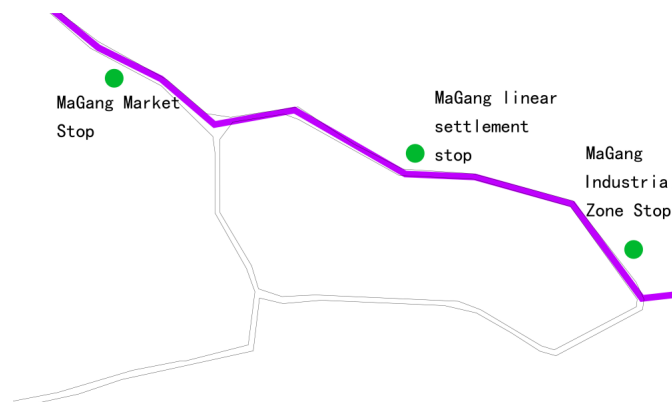 MaGang Market
Stop
MaGang linear
settlement
stop
MaGang
Industria
Zone Stop